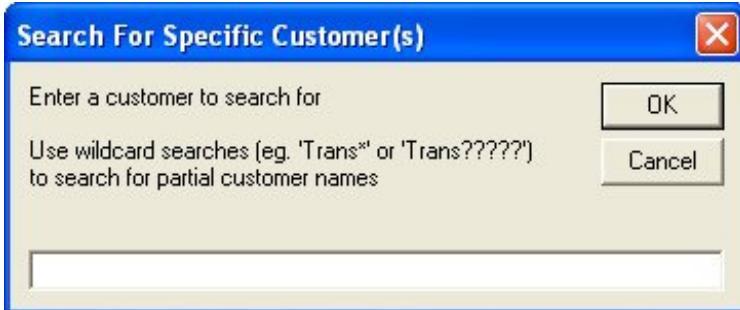 Search For Specific Customer(s)
Enter a customer to search for
OK
Use wildcard searches (eg. 'Trans*' or 'Trans?????')
to search for partial customer names
Cancel